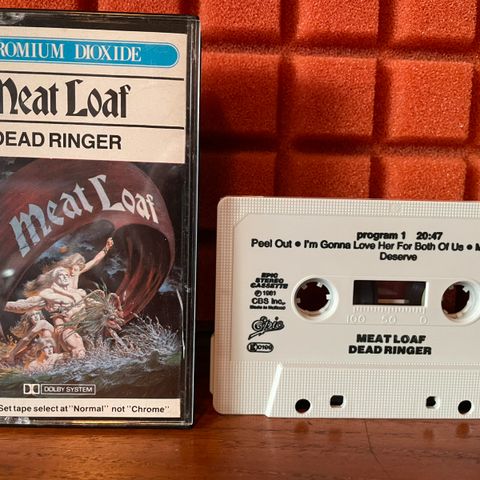 ROMIUM DIOXIDE
Meat Loaf
DEAD RINGER
Meat Loaf
DOLBY SYSTEM
Set tape select at "Normal" not "Chrome"
program 1 20:47
Peel Out • I'm Gonna Love Her For Both Of Us • M
Deserve
EPIC
STEREO
CASSETTE
℗ 1981
CBS Inc.
Made in Holland
Epic
100 50 0
MEAT LOAF
DEAD RINGER